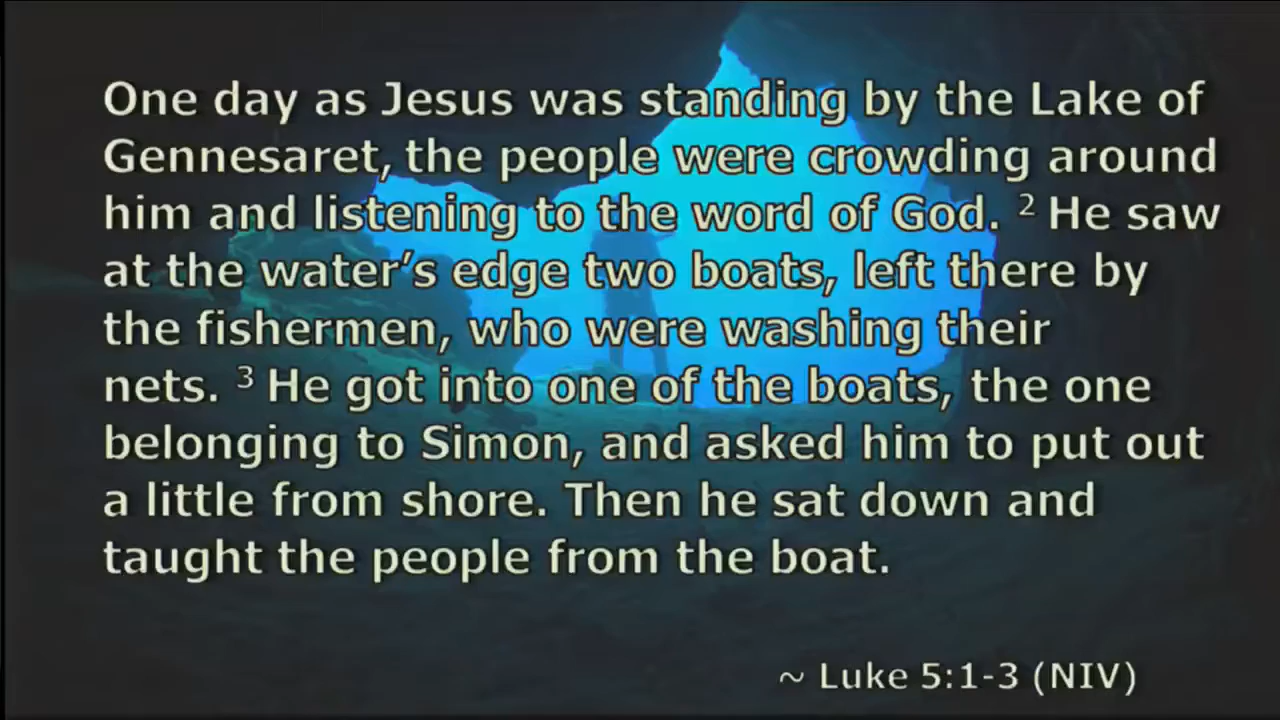 One day as Jesus was standing by the Lake of
Gennesaret, the people were crowding around
him and listening to the word of God. ² He saw
at the water’s edge two boats, left there by
the fishermen, who were washing their
nets. ³ He got into one of the boats, the one
belonging to Simon, and asked him to put out
a little from shore. Then he sat down and
taught the people from the boat.
~ Luke 5:1-3 (NIV)